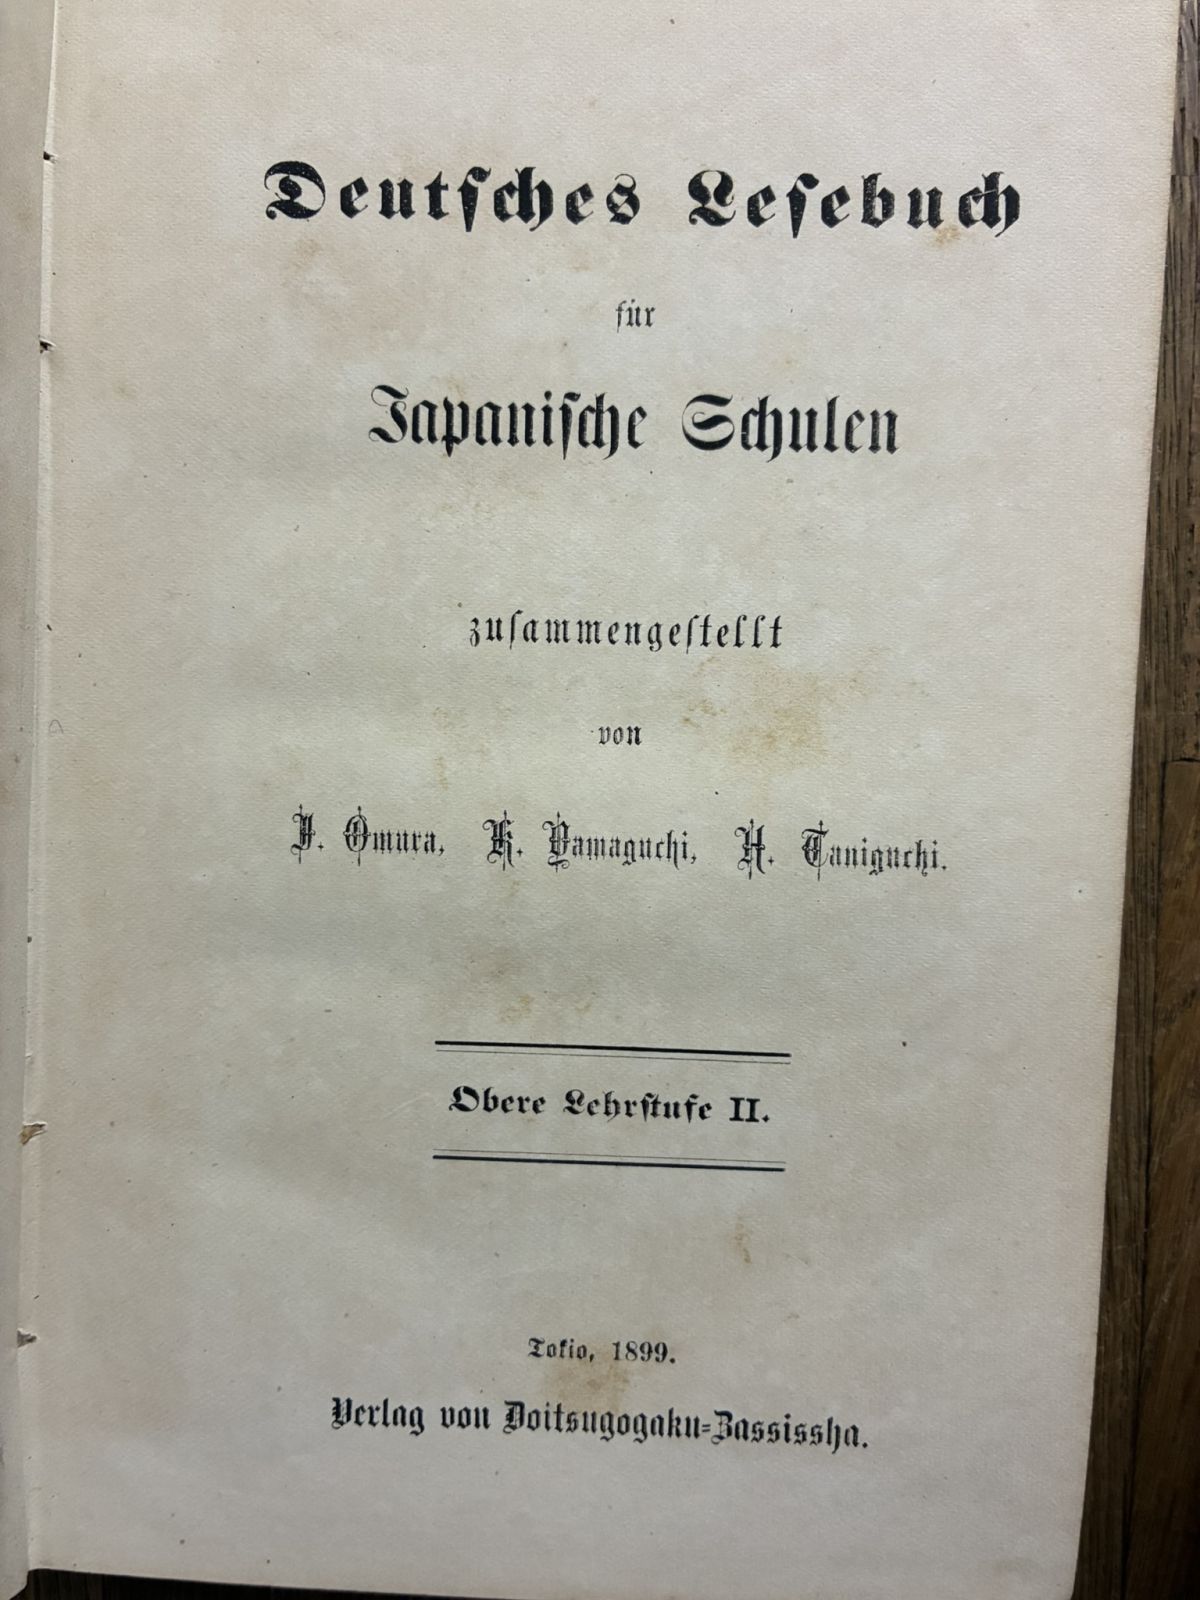 Deutſches Leſebuch
für
Japaniſche Schulen
zuſammengeſtellt
von
J. Omura, K. Yamaguchi, H. Taniguchi.
Obere Lehrſtufe II.
Tokio, 1899.
Verlag von Doitsugogaku=Zassissha.